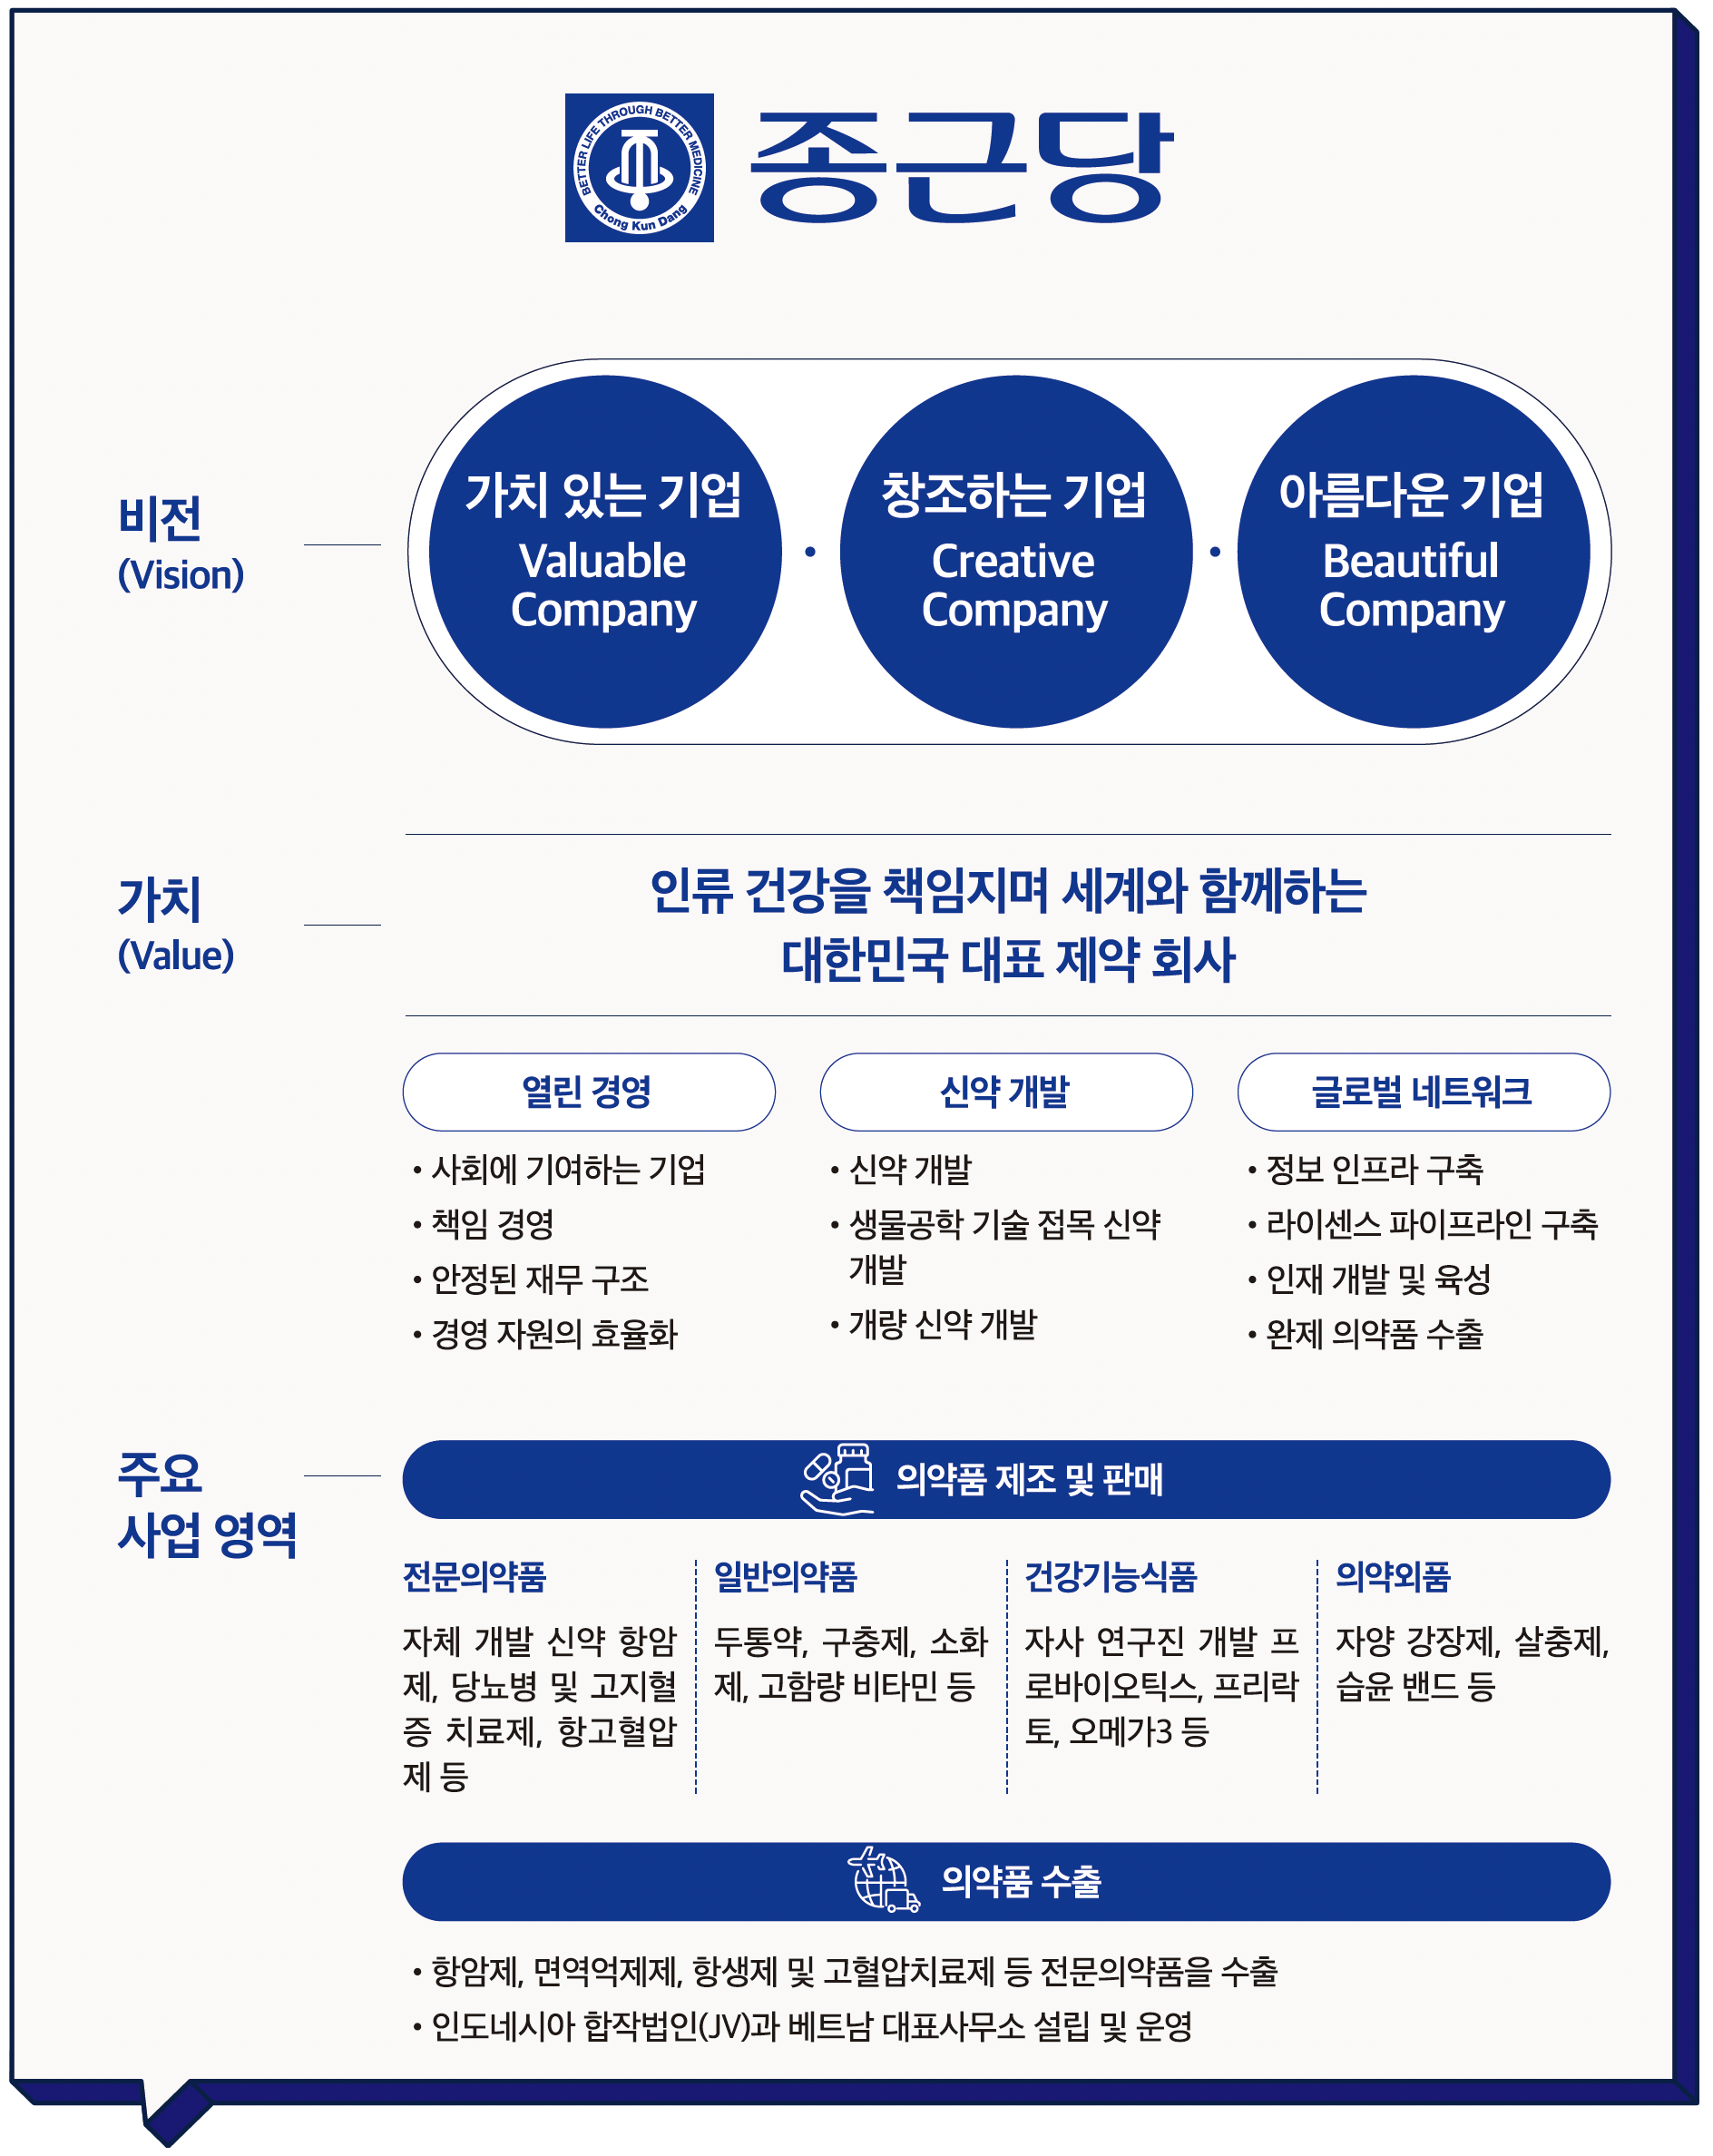 BETTER LIFE THROUGH BETTER MEDICINE
Chong Kun Dang
종근당
비전
(Vision)
가치 있는 기업
Valuable
Company
창조하는 기업
Creative
Company
아름다운 기업
Beautiful
Company
가치
(Value)
인류 건강을 책임지며 세계와 함께하는
대한민국 대표 제약 회사
열린 경영
• 사회에 기여하는 기업
• 책임 경영
• 안정된 재무 구조
• 경영 자원의 효율화
신약 개발
• 신약 개발
• 생물공학 기술 접목 신약
개발
• 개량 신약 개발
글로벌 네트워크
• 정보 인프라 구축
• 라이센스 파이프라인 구축
• 인재 개발 및 육성
• 완제 의약품 수출
주요
사업 영역
의약품 제조 및 판매
전문의약품
자체 개발 신약 항암
제, 당뇨병 및 고지혈
증 치료제, 항고혈압
제 등
일반의약품
두통약, 구충제, 소화
제, 고함량 비타민 등
건강기능식품
자사 연구진 개발 프
로바이오틱스, 프리락
토, 오메가3 등
의약외품
자양 강장제, 살충제,
습윤 밴드 등
의약품 수출
• 항암제, 면역억제제, 항생제 및 고혈압치료제 등 전문의약품을 수출
• 인도네시아 합작법인(JV)과 베트남 대표사무소 설립 및 운영